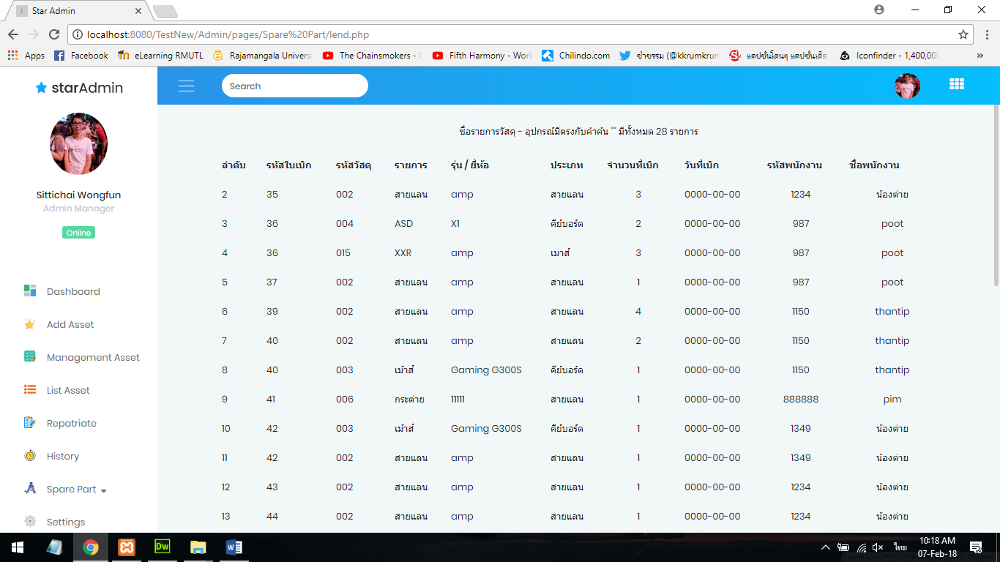 Star Admin
localhost:8080/TestNew/Admin/pages/Spare%20Part/lend.php
Apps Facebook eLearning RMUTL Rajamangala Univers The Chainsmokers - C Fifth Harmony - Work Chilindo.com ขำขรรม (@kkrumkrum แคปชั่นโดนๆ แคปชั่นเด็ด Iconfinder - 1,400,000 »
starAdmin
Search
Sittichai Wongfun
Admin Manager
Online
Dashboard
Add Asset
Management Asset
List Asset
Repatriate
History
Spare Part
Settings
ชื่อรายการวัสดุ - อุปกรณ์มีตรงกับคำค้น "" มีทั้งหมด 28 รายการ
ลำดับ รหัสใบเบิก รหัสวัสดุ รายการ รุ่น / ยี่ห้อ ประเภท จำนวนที่เบิก วันที่เบิก รหัสพนักงาน ชื่อพนักงาน
2 35 002 สายแลน amp สายแลน 3 0000-00-00 1234 น้องต่าย
3 36 004 ASD X1 คีย์บอร์ด 2 0000-00-00 987 poot
4 36 015 XXR amp เมาส์ 3 0000-00-00 987 poot
5 37 002 สายแลน amp สายแลน 1 0000-00-00 987 poot
6 39 002 สายแลน amp สายแลน 4 0000-00-00 1150 thantip
7 40 002 สายแลน amp สายแลน 2 0000-00-00 1150 thantip
8 40 003 เม้าส์ Gaming G300S คีย์บอร์ด 1 0000-00-00 1150 thantip
9 41 006 กระต่าย 11111 สายแลน 1 0000-00-00 888888 pim
10 42 003 เม้าส์ Gaming G300S คีย์บอร์ด 1 0000-00-00 1349 น้องต่าย
11 42 002 สายแลน amp สายแลน 1 0000-00-00 1349 น้องต่าย
12 43 002 สายแลน amp สายแลน 1 0000-00-00 1234 น้องต่าย
13 44 002 สายแลน amp สายแลน 1 0000-00-00 1234 น้องต่าย
Dw
W
ไทย
10:18 AM
07-Feb-18